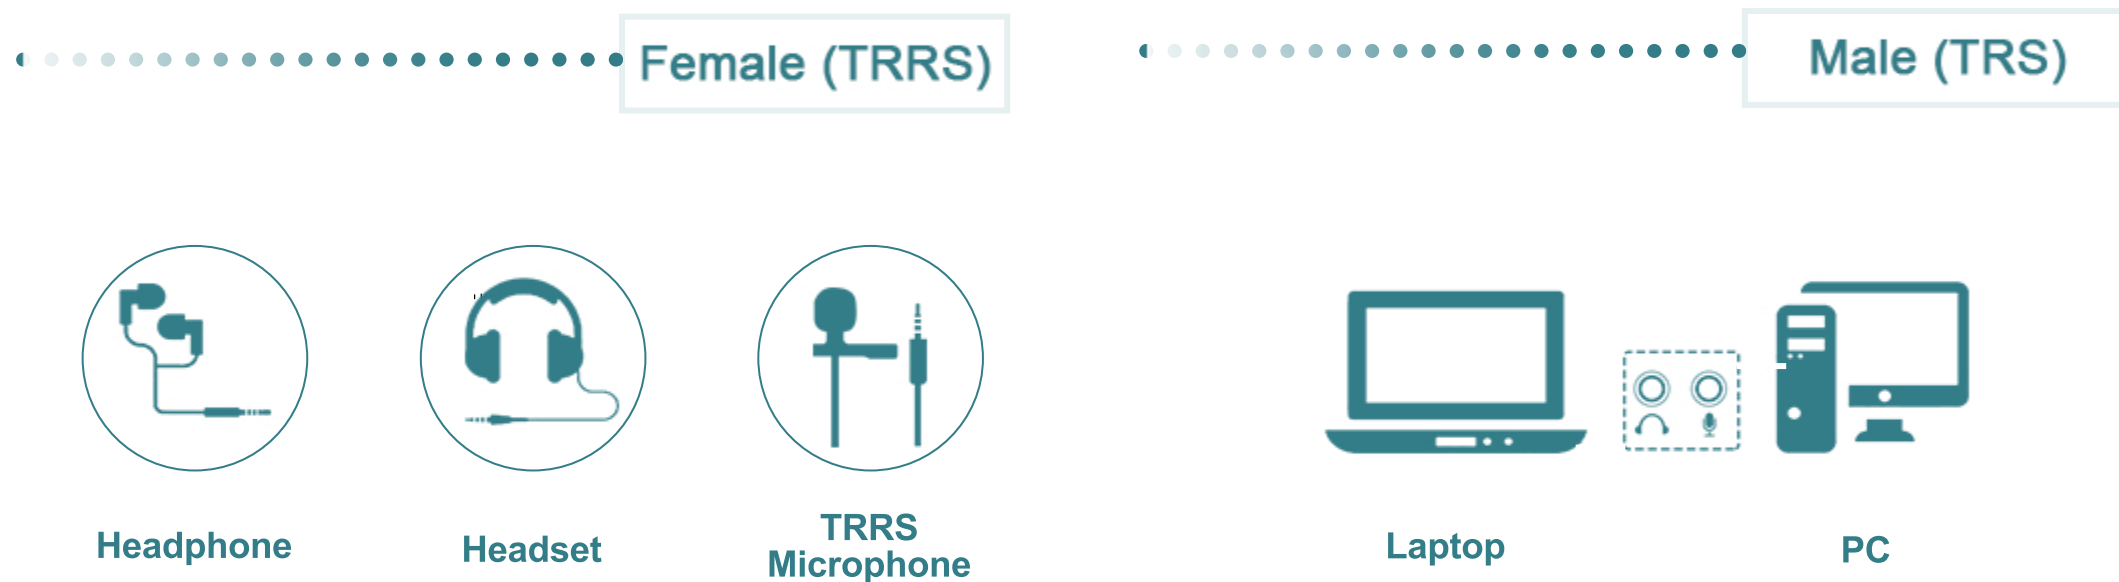 Female (TRRS)
Male (TRS)
Headphone
Headset
TRRS
Microphone
Laptop
PC